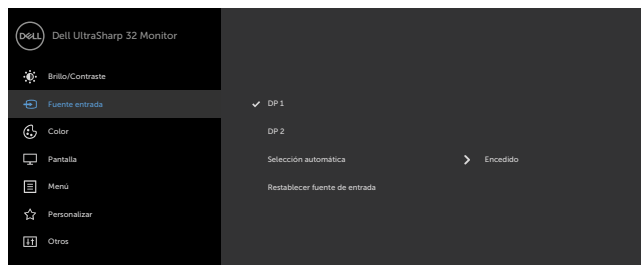 DELL Dell UltraSharp 32 Monitor
Brillo/Contraste
Fuente entrada
DP 1
Color
DP 2
Pantalla
Selección automática
Encedido
Menú
Restablecer fuente de entrada
Personalizar
Otros